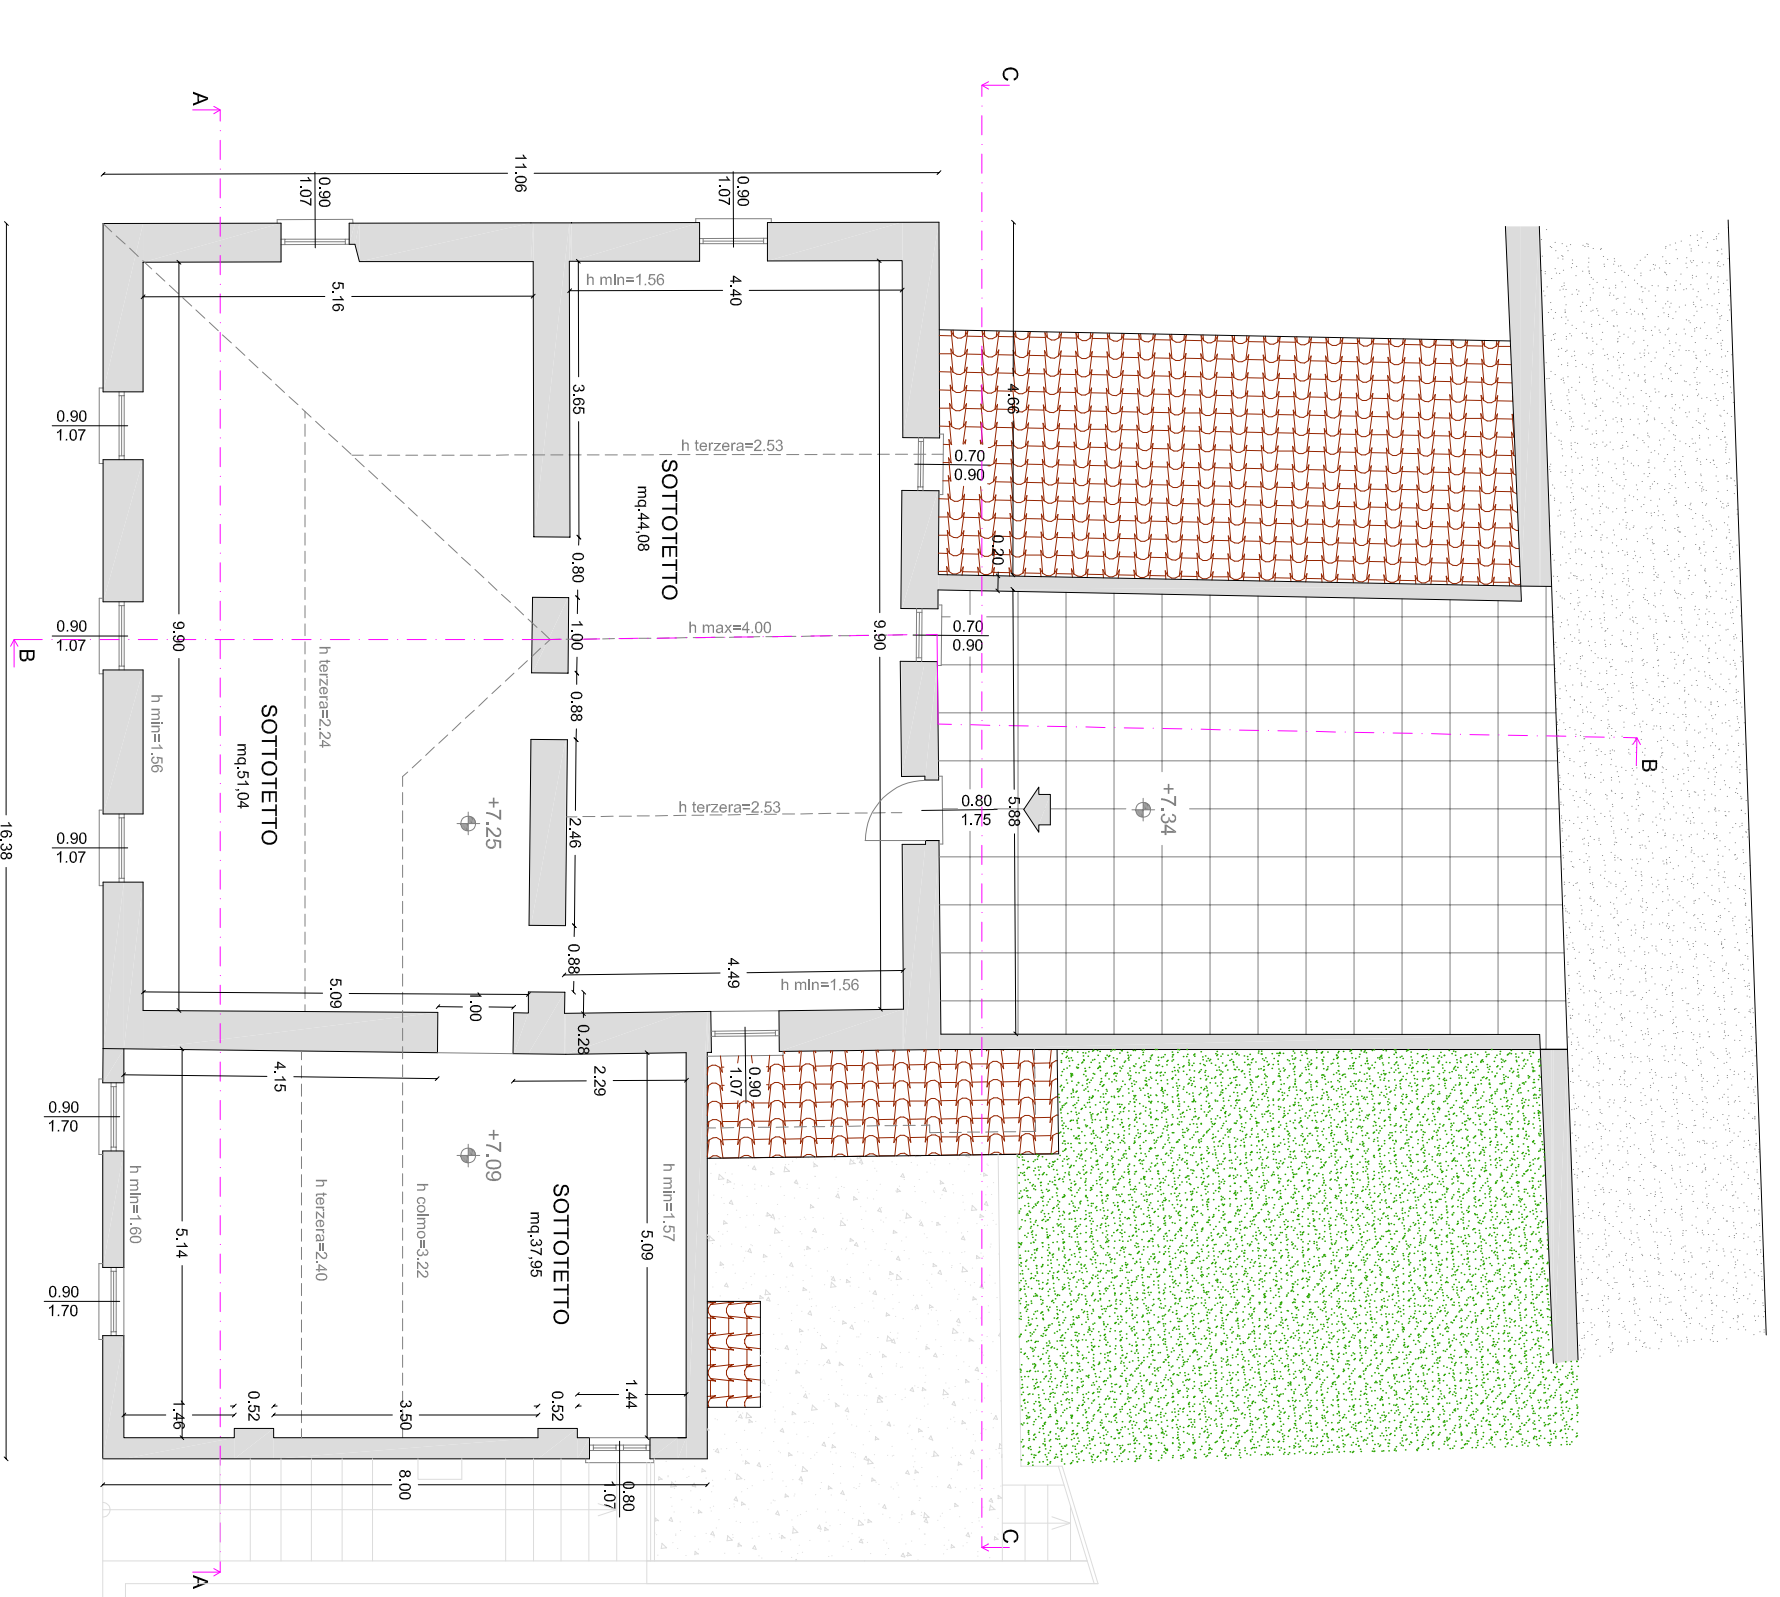 C
A
11.06
0.90
1.07
0.90
1.07
h min=1.56
5.16
4.40
3.65
4.66
0.90
1.07
h terzera=2.53
0.70
0.90
SOTTOTETTO
mq.44,08
0.20
0.80
0.90
1.07
B
9.90
1.00
h max=4.00
9.90
0.70
0.90
h terzera=2.24
h min=1.56
SOTTOTETTO
mq.51,04
0.88
B
+7.25
h terzera=2.53
2.46
0.80
1.75
5.88
+7.34
0.90
1.07
16.38
0.88
4.49
h min=1.56
5.09
1.00
0.28
4.15
2.29
0.90
1.07
0.90
1.70
+7.09
h min=1.60
h terzera=2.40
h colmo=3.22
SOTTOTETTO
mq.37,95
h min=1.57
5.14
5.09
0.90
1.70
1.46
0.52
3.50
0.52
1.44
8.00
0.80
1.07
C
A